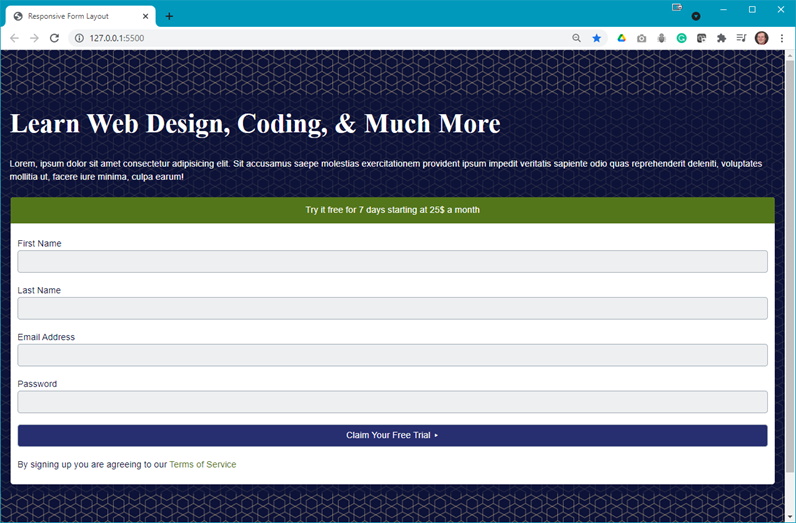 Responsive Form Layout
127.0.0.1:5500
Learn Web Design, Coding, & Much More
Lorem, ipsum dolor sit amet consectetur adipisicing elit. Sit accusamus saepe molestias exercitationem provident ipsum impedit veritatis sapiente odio quas reprehenderit deleniti, voluptates
mollitia ut, facere iure minima, culpa earum!
Try it free for 7 days starting at 25$ a month
First Name
Last Name
Email Address
Password
Claim Your Free Trial ▸
By signing up you are agreeing to our Terms of Service